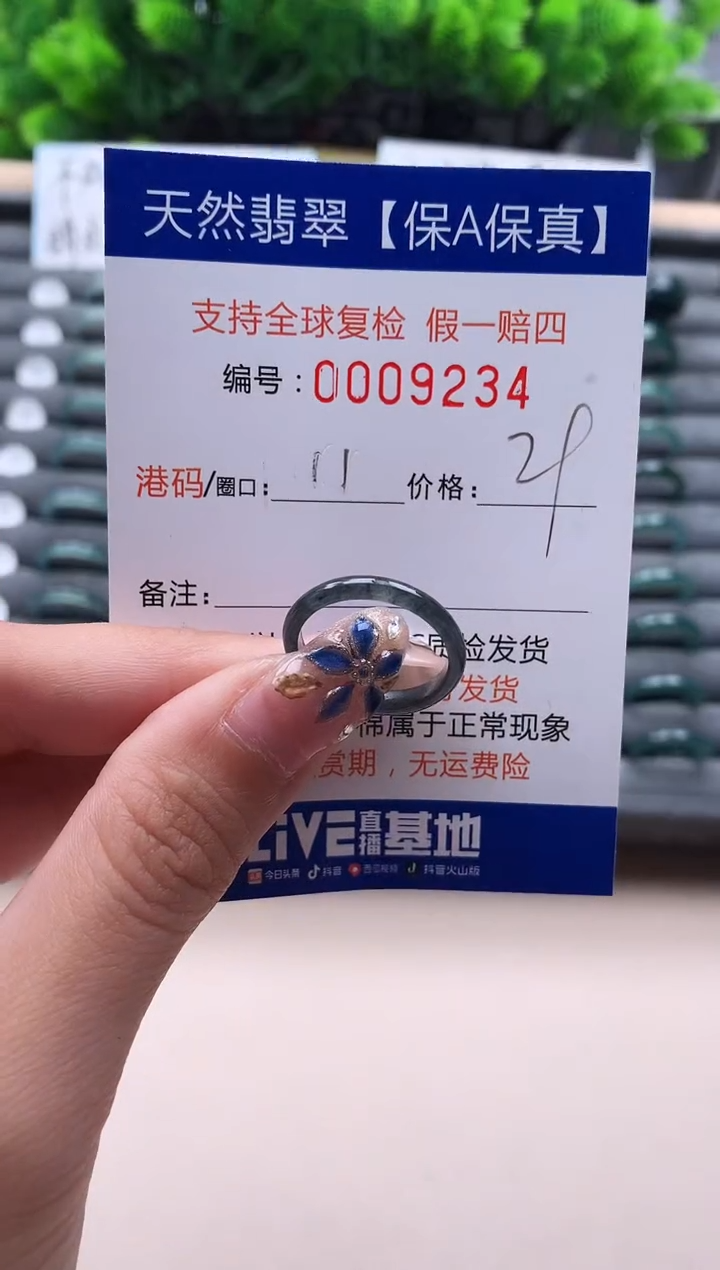 天然翡翠【保A保真】
支持全球复检 假一赔四
编号：0009234
港码/圈口： 11 价格： 29
备注：
质检发货
发货
棉属于正常现象
赏期，无运费险
LIVE直播基地
今日头条 抖音 西瓜视频 抖音火山版